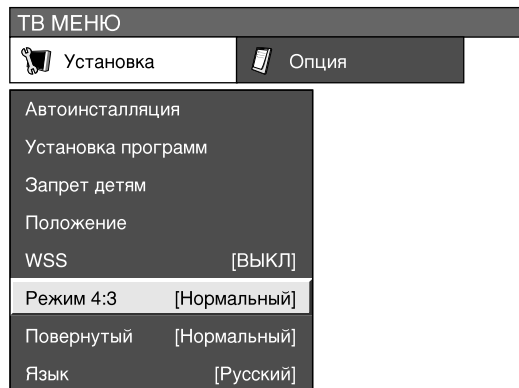 ТВ МЕНЮ
Установка Опция
Автоинсталляция
Установка программ
Запрет детям
Положение
WSS [ВЫКЛ]
Режим 4:3 [Нормальный]
Повернутый [Нормальный]
Язык [Русский]